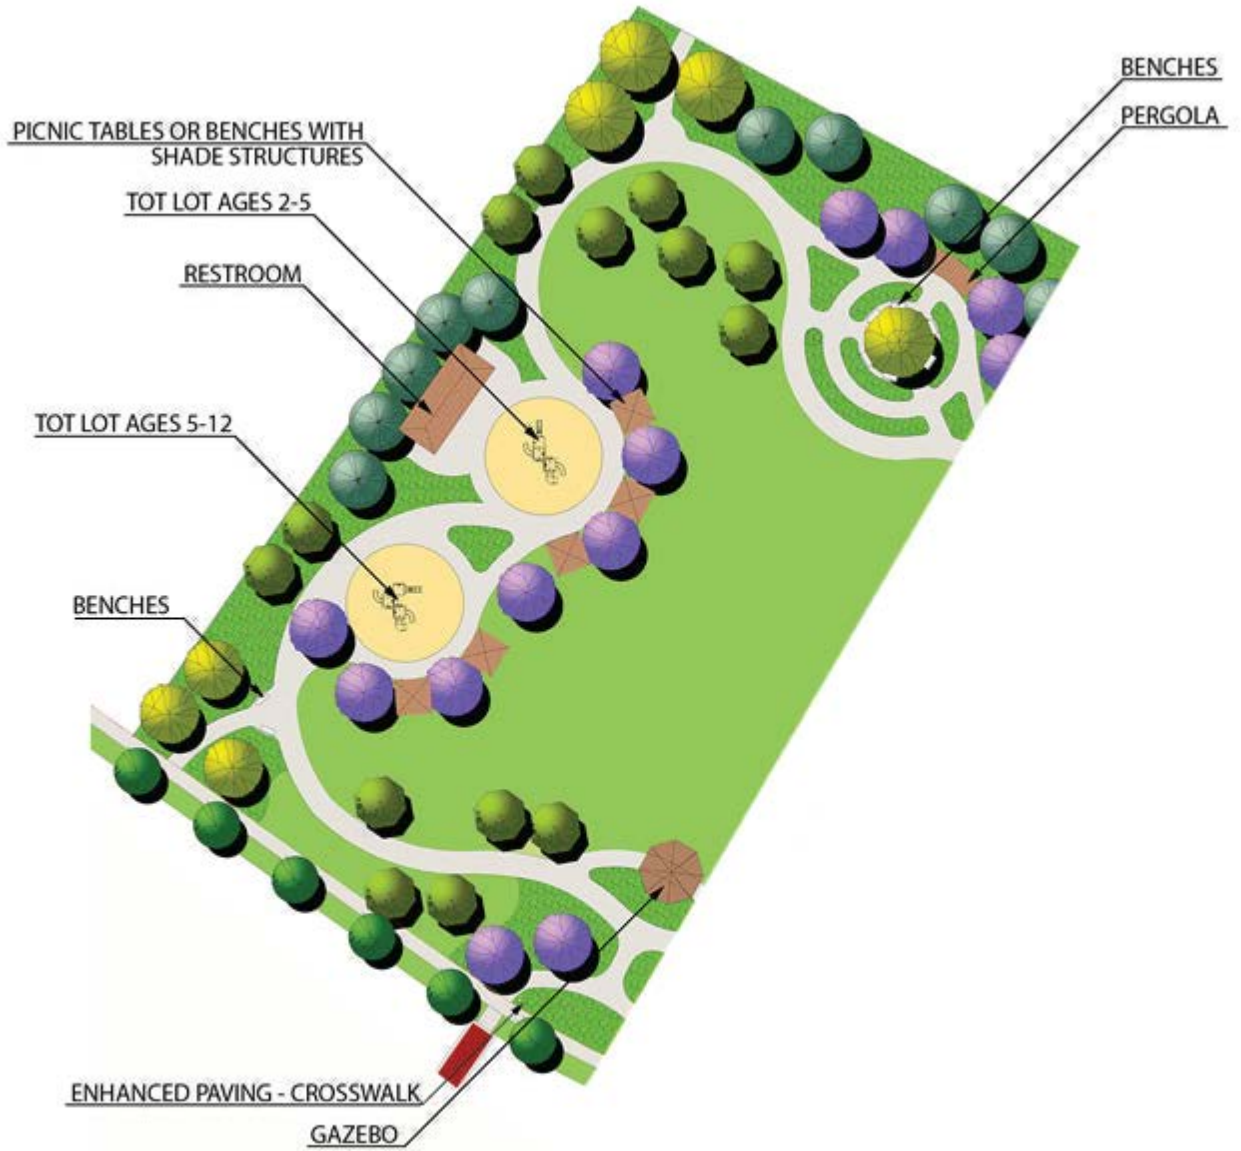 BENCHES
PERGOLA
PICNIC TABLES OR BENCHES WITH
SHADE STRUCTURES
TOT LOT AGES 2-5
RESTROOM
TOT LOT AGES 5-12
BENCHES
ENHANCED PAVING - CROSSWALK
GAZEBO